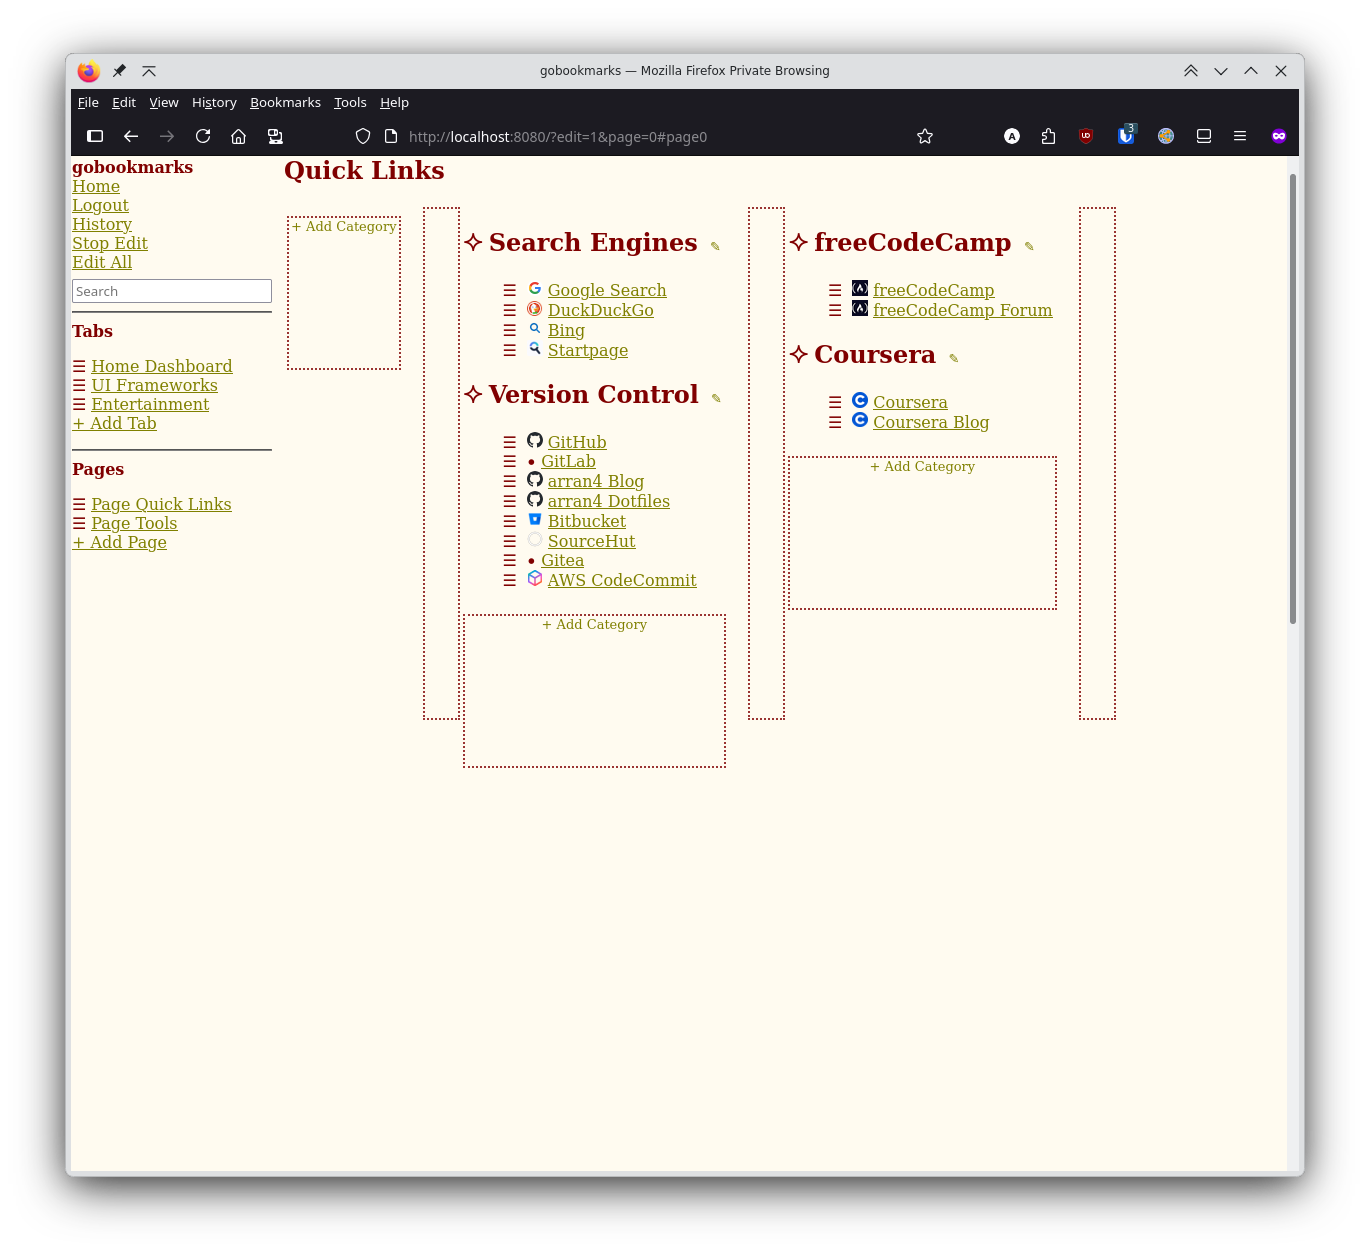 gobookmarks — Mozilla Firefox Private Browsing
File Edit View History Bookmarks Tools Help
http://localhost:8080/?edit=1&page=0#page0
A
UD
3
gobookmarks
Home
Logout
History
Stop Edit
Edit All
Search
Tabs
☰ Home Dashboard
☰ UI Frameworks
☰ Entertainment
+ Add Tab
Pages
☰ Page Quick Links
☰ Page Tools
+ Add Page
Quick Links
+ Add Category
✧ Search Engines ✎
☰ Google Search
☰ DuckDuckGo
☰ Bing
☰ Startpage
✧ Version Control ✎
☰ GitHub
☰ • GitLab
☰ arran4 Blog
☰ arran4 Dotfiles
☰ Bitbucket
☰ SourceHut
☰ • Gitea
☰ AWS CodeCommit
+ Add Category
✧ freeCodeCamp ✎
☰ freeCodeCamp
☰ freeCodeCamp Forum
✧ Coursera ✎
☰ Coursera
☰ Coursera Blog
+ Add Category